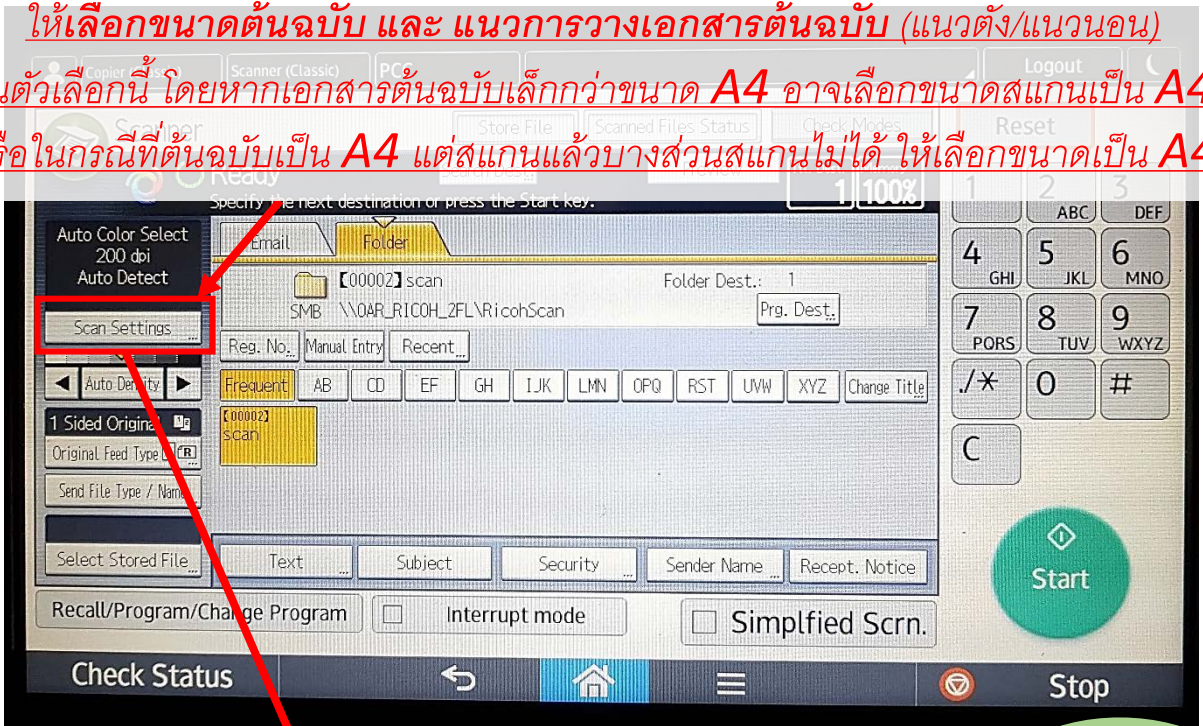 ให้เลือกขนาดต้นฉบับ และ แนวการวางเอกสารต้นฉบับ (แนวตั้ง/แนวนอน)
นตัวเลือกนี้ โดยหากเอกสารต้นฉบับเล็กกว่าขนาด A4 อาจเลือกขนาดสแกนเป็น A4
รือในกรณีที่ต้นฉบับเป็น A4 แต่สแกนแล้วบางส่วนสแกนไม่ได้ ให้เลือกขนาดเป็น A4
Scanner (Classic)
Logout
Scanner
Store File
Scanned Files Status
Check Modes
Reset
Ready
Preview
1 100%
Specify the next destination or press the Start key.
1
2 ABC
3 DEF
Auto Color Select
200 dpi
Auto Detect
Scan Settings
Auto Density
1 Sided Original
Original Feed Type
Send File Type / Name
Select Stored File
Email
Folder
【00002】scan
Folder Dest.: 1
SMB \\OAR_RICOH_2FL\RicohScan
Prg. Dest.
Reg. No.
Manual Entry
Recent
Frequent
AB
CD
EF
GH
IJK
LMN
OPQ
RST
UVW
XYZ
Change Title
【00002】
scan
Text
Subject
Security
Sender Name
Recept. Notice
4 GHI
5 JKL
6 MNO
7 PQRS
8 TUV
9 WXYZ
./*
0
#
C
Start
Recall/Program/Change Program
Interrupt mode
Simplfied Scrn.
Check Status
Stop